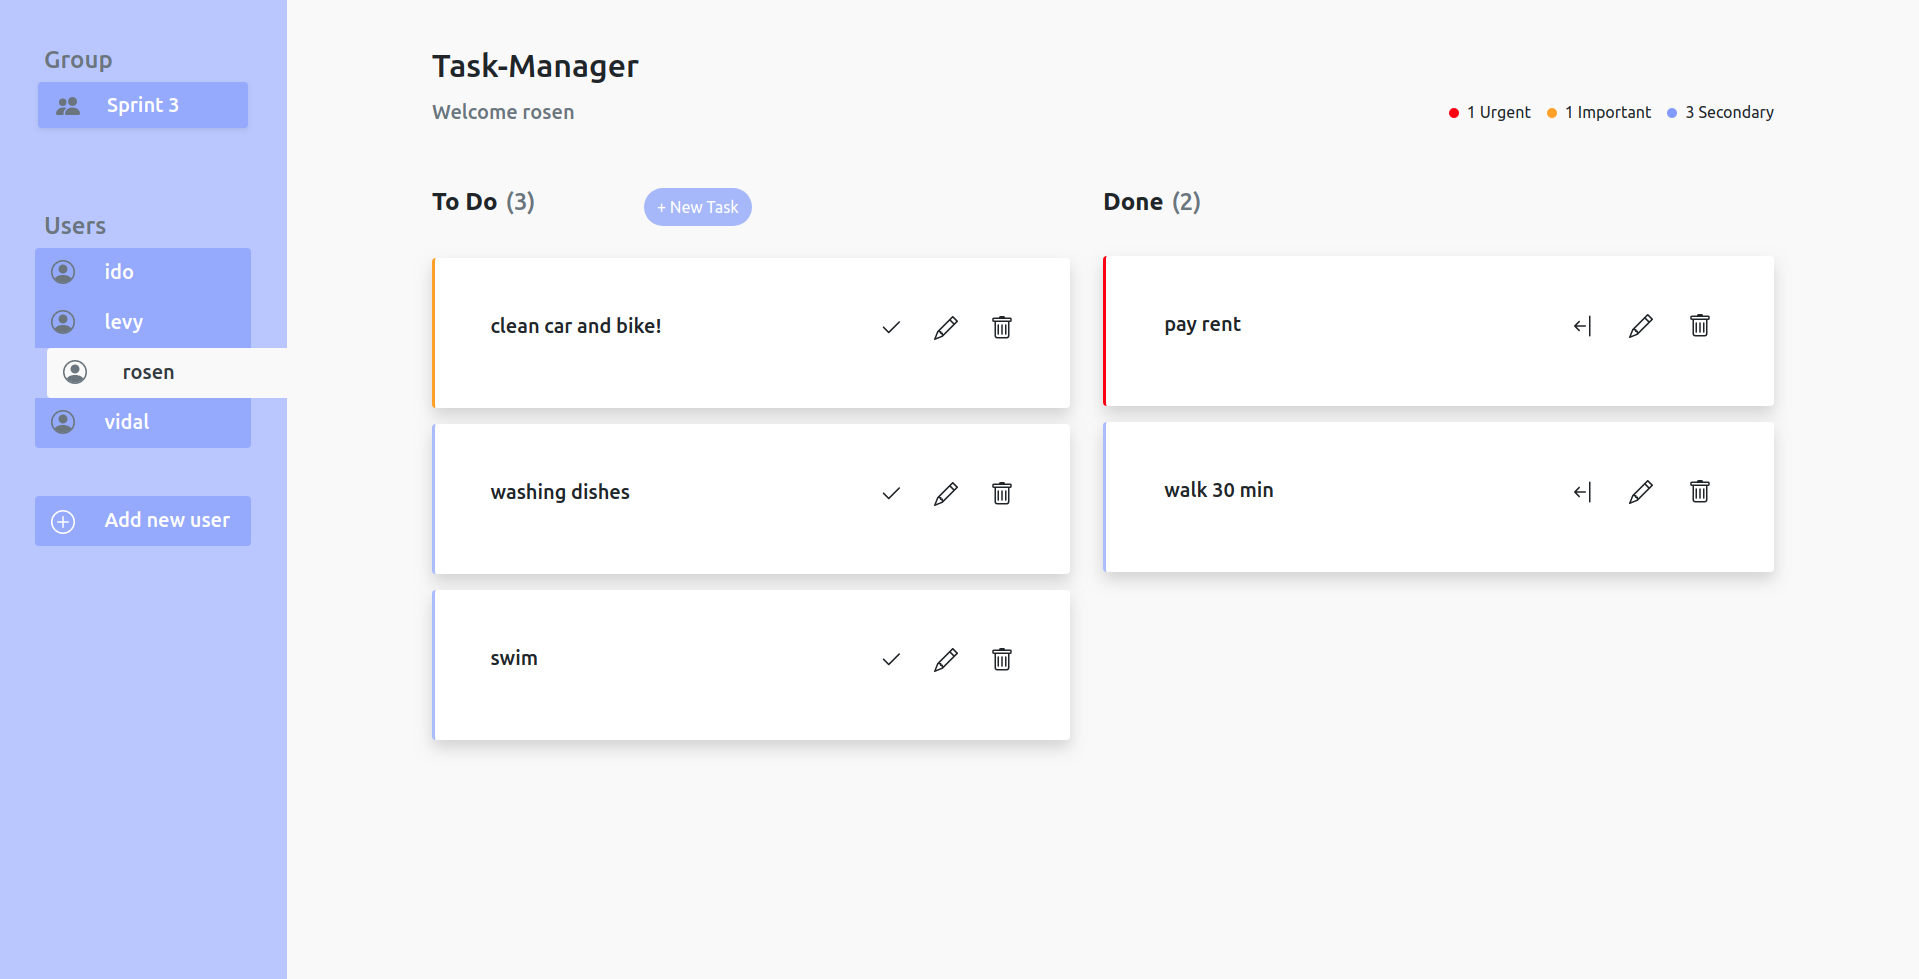 Group
Sprint 3
Users
ido
levy
rosen
vidal
Add new user
Task-Manager
Welcome rosen
1 Urgent 1 Important 3 Secondary
To Do (3)
+ New Task
clean car and bike!
washing dishes
swim
Done (2)
pay rent
walk 30 min